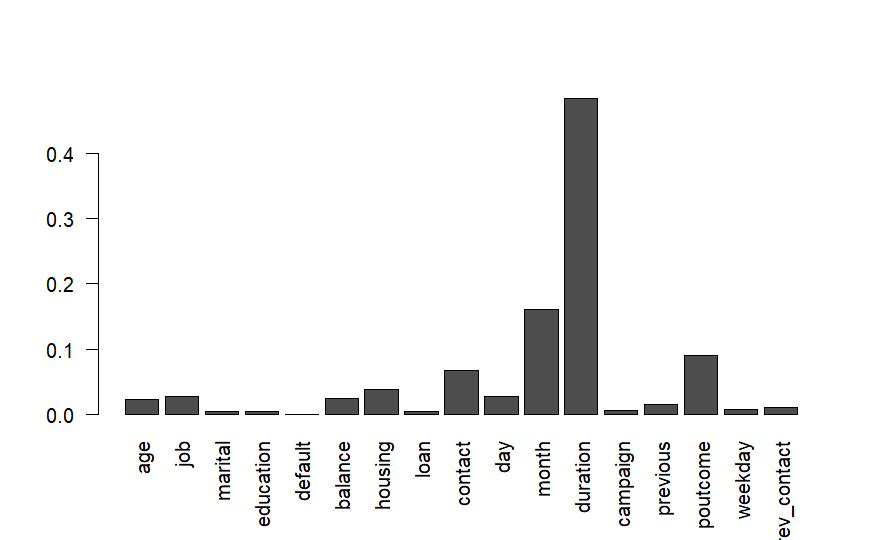 0.4
0.3
0.2
0.1
0.0
age
job
marital
education
default
balance
housing
loan
contact
day
month
duration
campaign
previous
poutcome
weekday
rev_contact